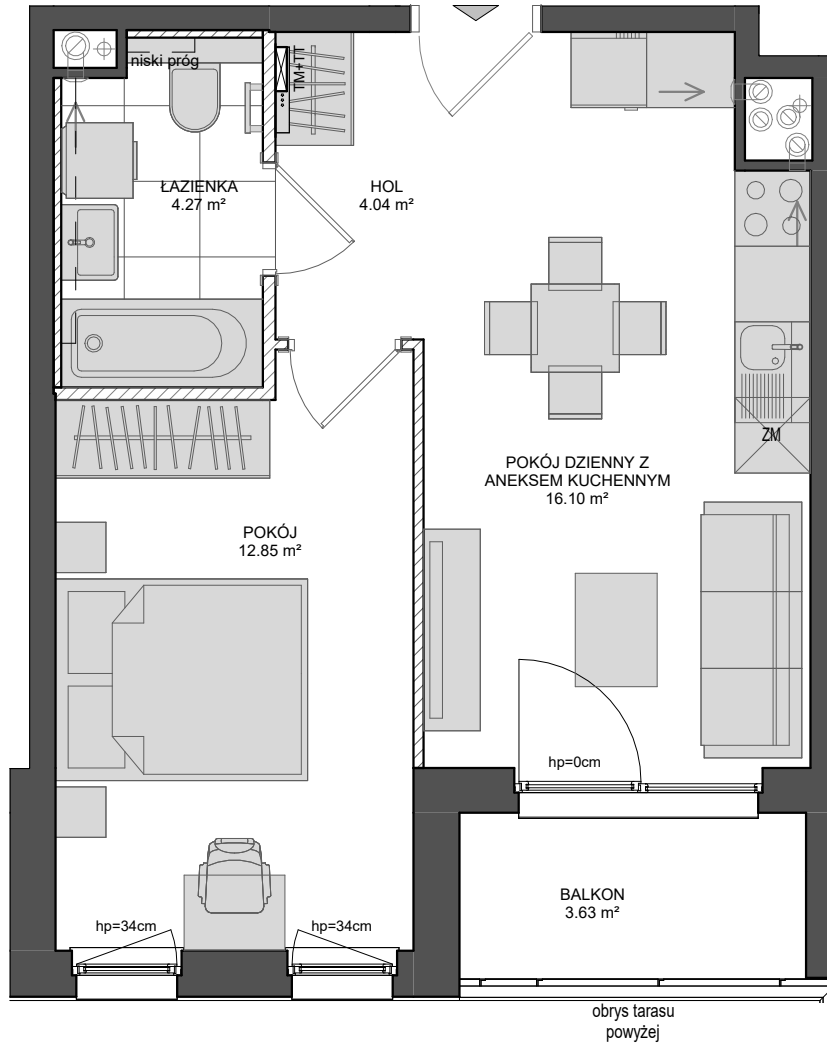 niski próg
TM+TT
ŁAZIENKA
4.27 m²
HOL
4.04 m²
ZM
POKÓJ DZIENNY Z
ANEKSEM KUCHENNYM
16.10 m²
POKÓJ
12.85 m²
hp=0cm
BALKON
3.63 m²
hp=34cm
hp=34cm
obrys tarasu
powyżej